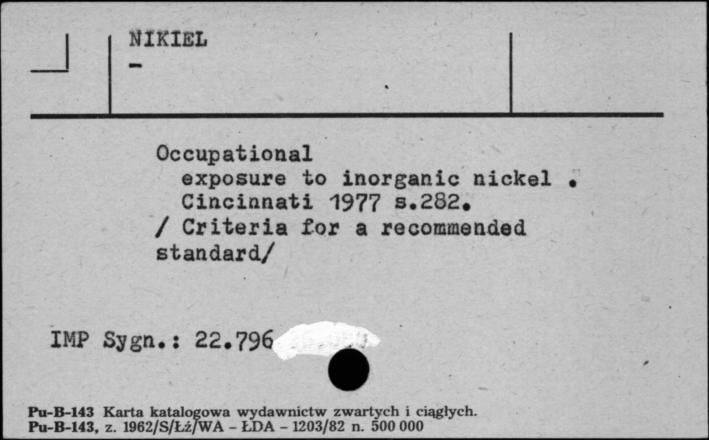 NIKIEL
-
Occupational
exposure to inorganic nickel .
Cincinnati 1977 s.282.
/ Criteria for a recommended
standard/
IMP Sygn.: 22.796
Pu-B-143 Karta katalogowa wydawnictw zwartych i ciągłych.
Pu-B-143, z. 1962/S/Łż/WA - ŁDA - 1203/82 n. 500 000